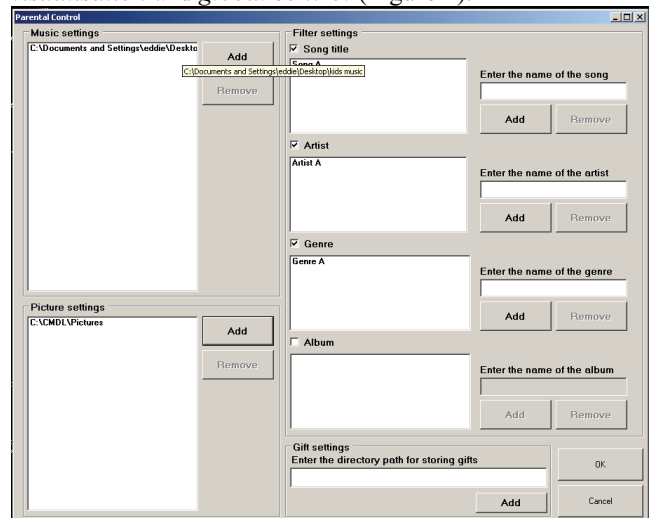 Parental Control
Music settings
C:\Documents and Settings\eddie\Deskto
Add
C:\Documents and Settings\eddie\Desktop\kids music
Remove
Picture settings
C:\CMDL\Pictures
Add
Remove
Filter settings
Song title
Song A
Enter the name of the song
Add
Remove
Artist
Artist A
Enter the name of the artist
Add
Remove
Genre
Genre A
Enter the name of the genre
Add
Remove
Album
Enter the name of the album
Add
Remove
Gift settings
Enter the directory path for storing gifts
Add
OK
Cancel